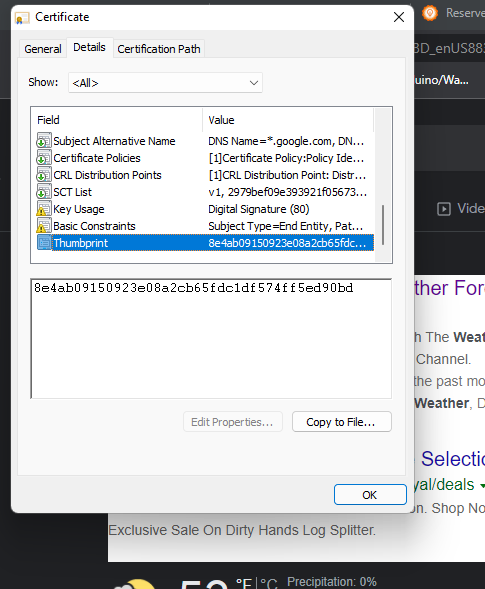 Certificate
Reserve
General
Details
Certification Path
BD_enUS883
Show:
<All>
uino/Wa...
Field Value
Subject Alternative Name DNS Name=*.google.com, DN...
Certificate Policies [1]Certificate Policy:Policy Ide...
CRL Distribution Points [1]CRL Distribution Point: Distr...
SCT List v1, 2979bef09e393921f05673...
Key Usage Digital Signature (80)
Vide
Basic Constraints Subject Type=End Entity, Pat...
Thumbprint 8e4ab09150923e08a2cb65fdc...
8e4ab09150923e08a2cb65fdc1df574ff5ed90bd
ther For
h The Weat
Channel.
the past mo
Weather, D
Edit Properties...
Copy to File...
Selectio
yal/deals
OK
on. Shop No
Exclusive Sale On Dirty Hands Log Splitter.
°F | °C
Precipitation: 0%